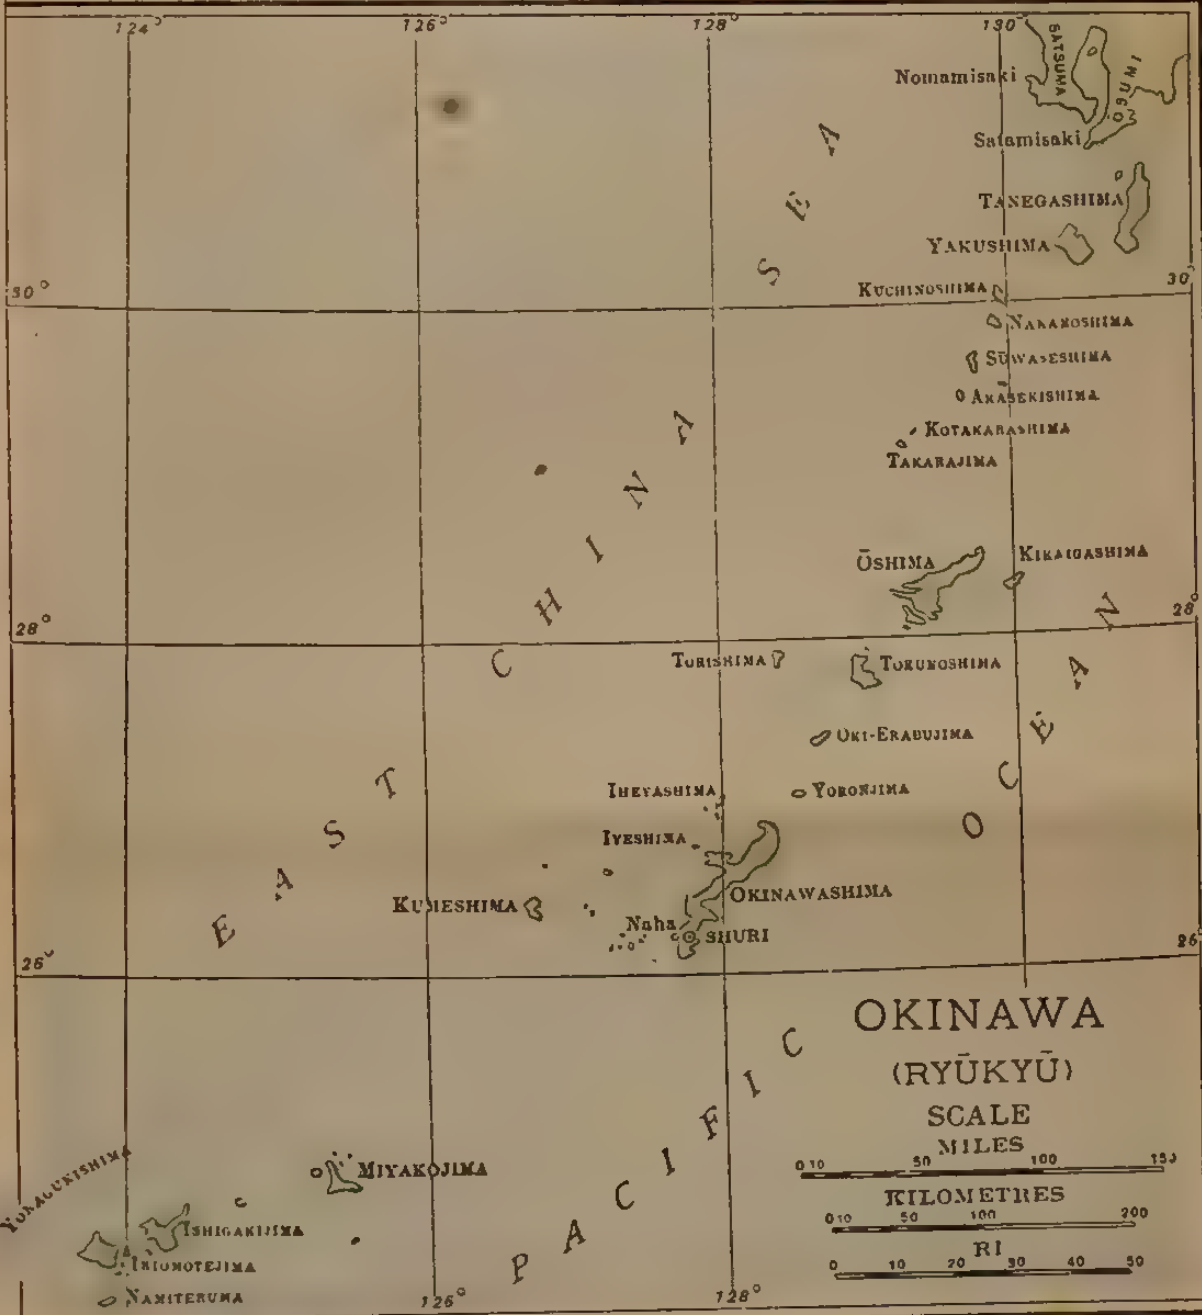 124° 126° 128° 130°
SATSUMA
Nomamisaki
Satamisaki
TANEGASHIMA
YAKUSHIMA
30°
30°
KUCHINOSHIMA
NAKANOSHIMA
SUWASESHIMA
AKASEKISHIMA
KOTAKARASHIMA
TAKARAJIMA
ŌSHIMA
KIKAIGASHIMA
28°
28°
TORISHIMA
TOKUNOSHIMA
OKI-ERABUJIMA
IHEYASHIMA
YORONJIMA
IYESHIMA
OKINAWASHIMA
KUMESHIMA
Naha
SHURI
26°
26°
EAST CHINA SEA
PACIFIC OCEAN
OKINAWA
(RYŪKYŪ)
SCALE
MILES
0 10 50 100 150
KILOMETRES
0 10 50 100 200
RI
0 10 20 30 40 50
YONAGUKISHIMA
MIYAKOJIMA
ISHIGAKIJIMA
IRIOMOTEJIMA
NAMITERUMA
126° 128°